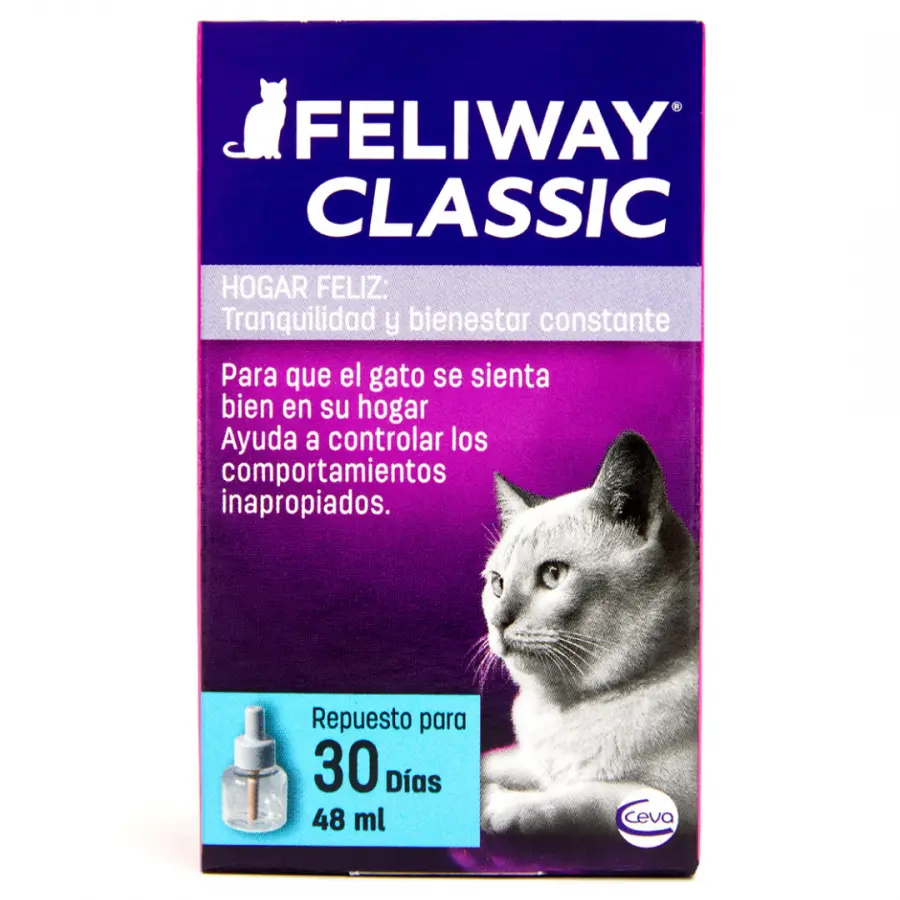 FELIWAY®
CLASSIC
HOGAR FELIZ:
Tranquilidad y bienestar constante
Para que el gato se sienta
bien en su hogar
Ayuda a controlar los
comportamientos
inapropiados.
Repuesto para
30 Días
48 ml
Ceva